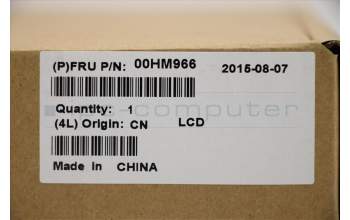 (P)FRU P/N: 00HM966 2015-08-07
Quantity: 1
(4L) Origin: CN LCD
Made In CHINA